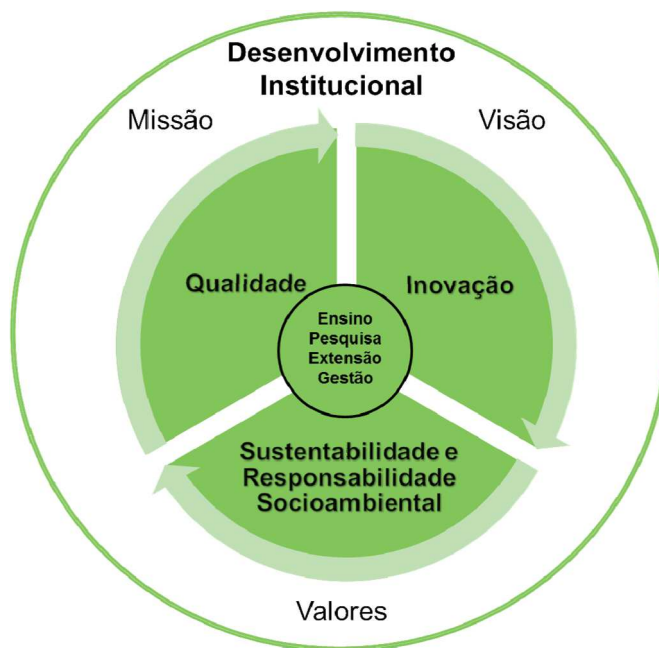 Desenvolvimento
Institucional
Missão
Visão
Qualidade
Inovação
Ensino
Pesquisa
Extensão
Gestão
Sustentabilidade e
Responsabilidade
Socioambiental
Valores